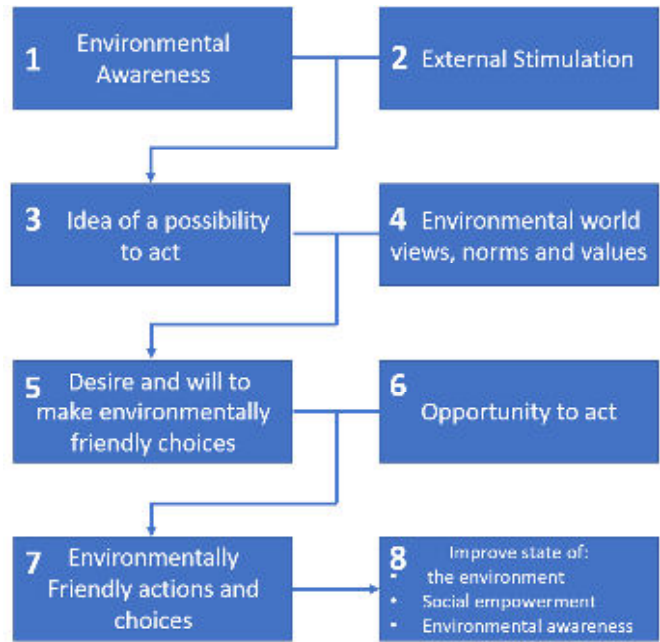 1 Environmental
Awareness
2 External Stimulation
3 Idea of a possibility
to act
4 Environmental world
views, norms and values
5 Desire and will to
make environmentally
friendly choices
6
Opportunity to act
7 Environmentally
Friendly actions and
choices
8 Improve state of:
• the environment
• Social empowerment
• Environmental awareness